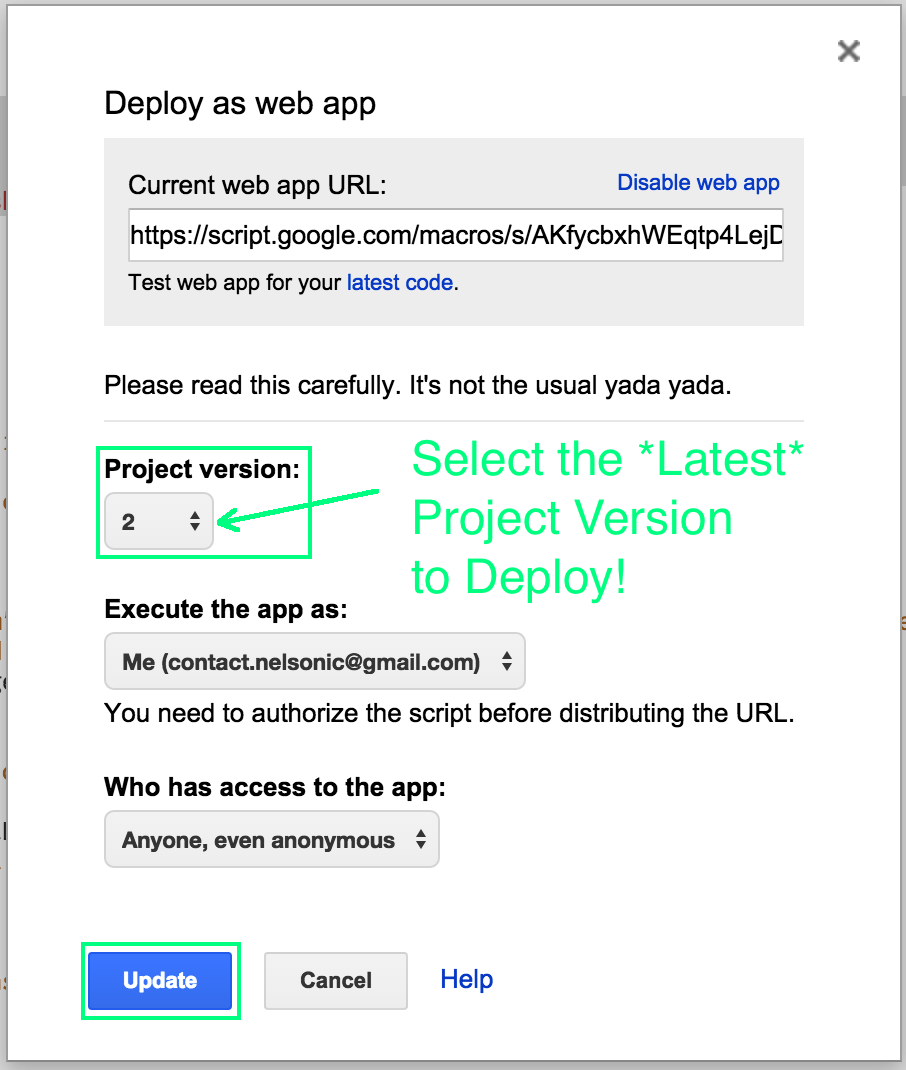 Deploy as web app
Current web app URL:
Disable web app
https://script.google.com/macros/s/AKfycbxhWEqtp4LejD
Test web app for your latest code.
Please read this carefully. It's not the usual yada yada.
Project version:
2
Select the *Latest*
Project Version
to Deploy!
Execute the app as:
Me (contact.nelsonic@gmail.com)
You need to authorize the script before distributing the URL.
Who has access to the app:
Anyone, even anonymous
Update
Cancel
Help